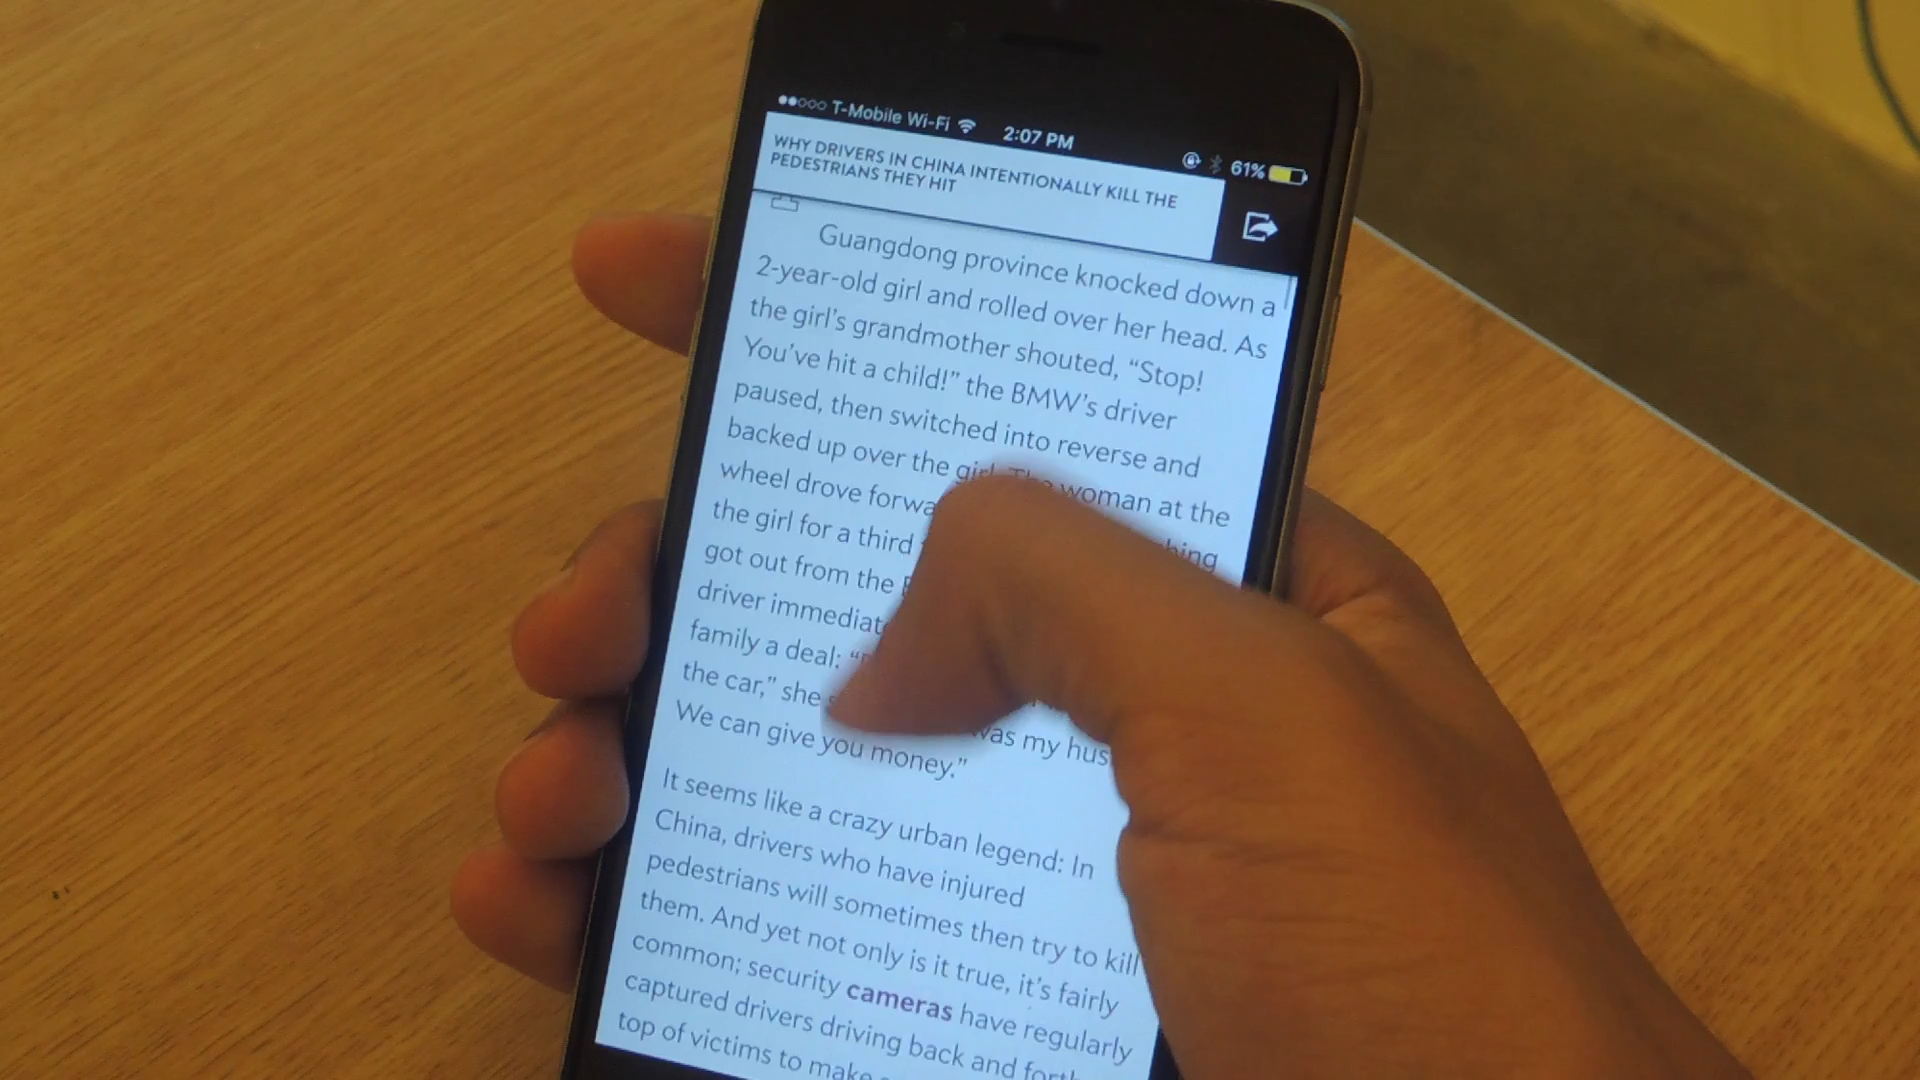 T-Mobile Wi-Fi 2:07 PM 61%
WHY DRIVERS IN CHINA INTENTIONALLY KILL THE
PEDESTRIANS THEY HIT
Guangdong province knocked down a
2-year-old girl and rolled over her head. As
the girl's grandmother shouted, “Stop!
You've hit a child!” the BMW's driver
paused, then switched into reverse and
backed up over the girl. The woman at the
wheel drove
the girl for a third
got out from the
driver
family a deal:
the car,” she was my
We can give you money.”
It seems like a crazy urban legend: In
China, drivers who have injured
pedestrians will sometimes then try to kill
them. And yet not only is it true, it's fairly
common; security cameras have regularly
captured drivers driving back and
top of victims to make